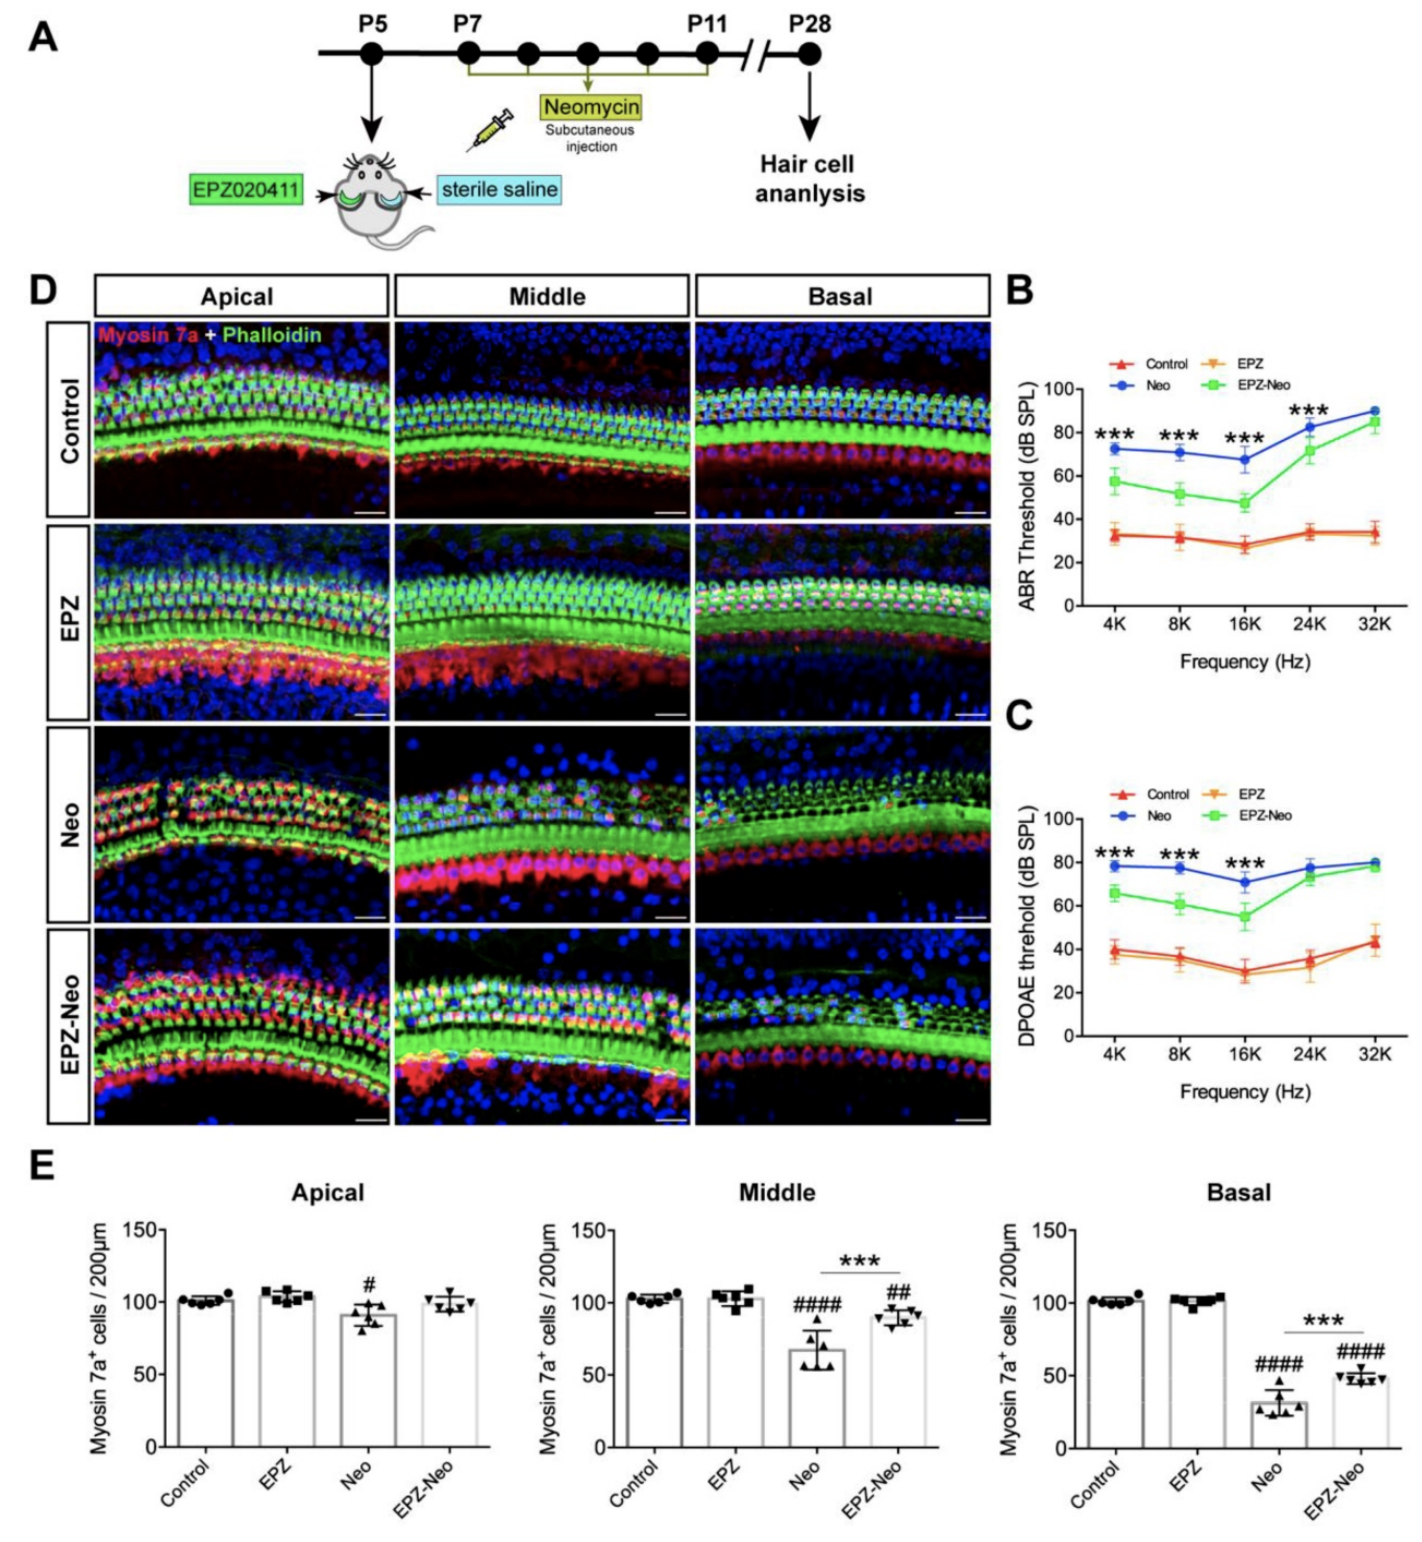 A
P5
P7
P11
P28
Neomycin
Subcutaneous
injection
EPZ020411
sterile saline
Hair cell
ananlysis
D
Apical
Middle
Basal
Control
Myosin 7a + Phalloidin
EPZ
Neo
EPZ-Neo
B
Control
EPZ
Neo
EPZ-Neo
ABR Threshold (dB SPL)
100
80
60
40
20
0
***
***
***
***
4K
8K
16K
24K
32K
Frequency (Hz)
C
Control
EPZ
Neo
EPZ-Neo
DPOAE threhold (dB SPL)
100
80
60
40
20
0
***
***
***
4K
8K
16K
24K
32K
Frequency (Hz)
E
Apical
Myosin 7a+ cells / 200μm
150
100
50
0
#
Control
EPZ
Neo
EPZ-Neo
Middle
Myosin 7a+ cells / 200μm
150
100
50
0
***
####
##
Control
EPZ
Neo
EPZ-Neo
Basal
Myosin 7a+ cells / 200μm
150
100
50
0
***
####
####
Control
EPZ
Neo
EPZ-Neo